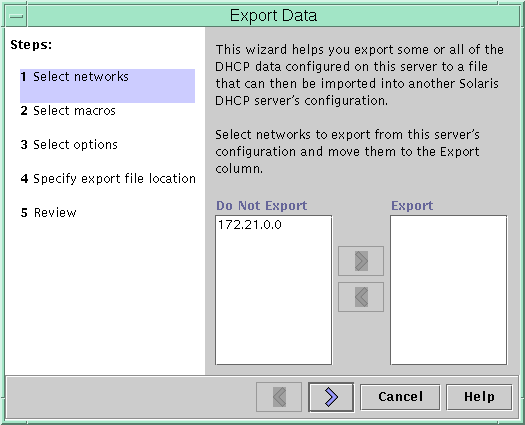 Export Data
Steps:
1 Select networks
2 Select macros
3 Select options
4 Specify export file location
5 Review
This wizard helps you export some or all of the
DHCP data configured on this server to a file
that can then be imported into another Solaris
DHCP server's configuration.
Select networks to export from this server's
configuration and move them to the Export
column.
Do Not Export
172.21.0.0
Export
Cancel
Help